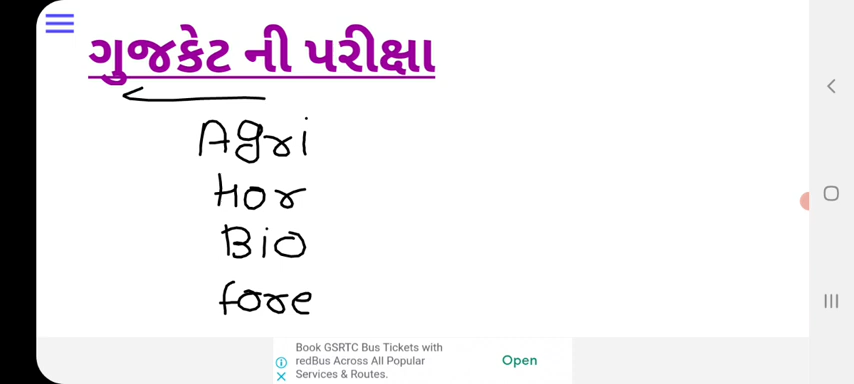 ગુજકેટ ની પરીક્ષા
Agri
Hor
Bio
fore
Book GSRTC Bus Tickets with
redBus Across All Popular
Services & Routes.
Open